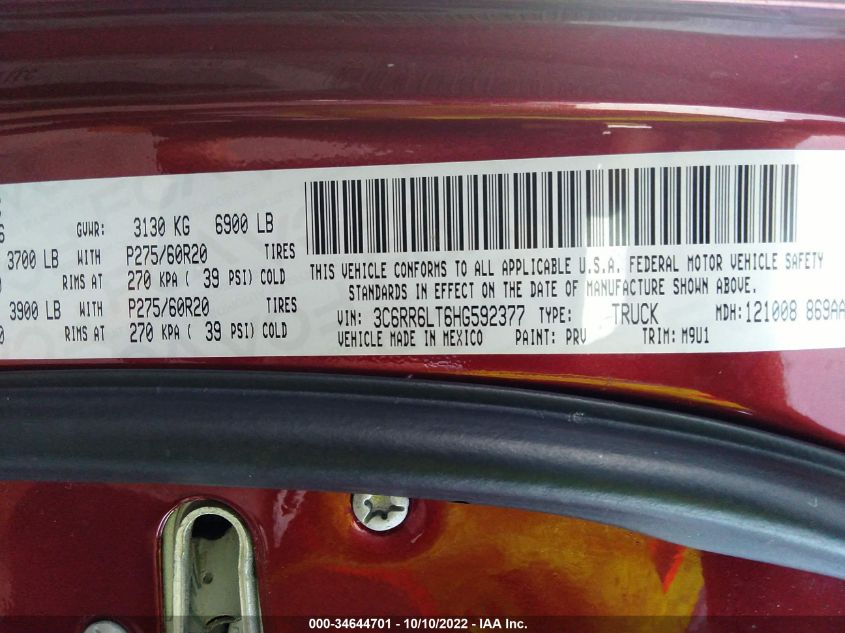 GVWR: 3130 KG 6900 LB
3700 LB WITH P275/60R20 TIRES
RIMS AT 270 KPA ( 39 PSI) COLD
3900 LB WITH P275/60R20 TIRES
RIMS AT 270 KPA ( 39 PSI) COLD
THIS VEHICLE CONFORMS TO ALL APPLICABLE U.S.A. FEDERAL MOTOR VEHICLE SAFETY
STANDARDS IN EFFECT ON THE DATE OF MANUFACTURE SHOWN ABOVE.
VIN: 3C6RR6LT6HG592377 TYPE: TRUCK MDH: 121008 869AA
VEHICLE MADE IN MEXICO PAINT: PRV TRIM: M9U1
000-34644701 - 10/10/2022 - IAA Inc.